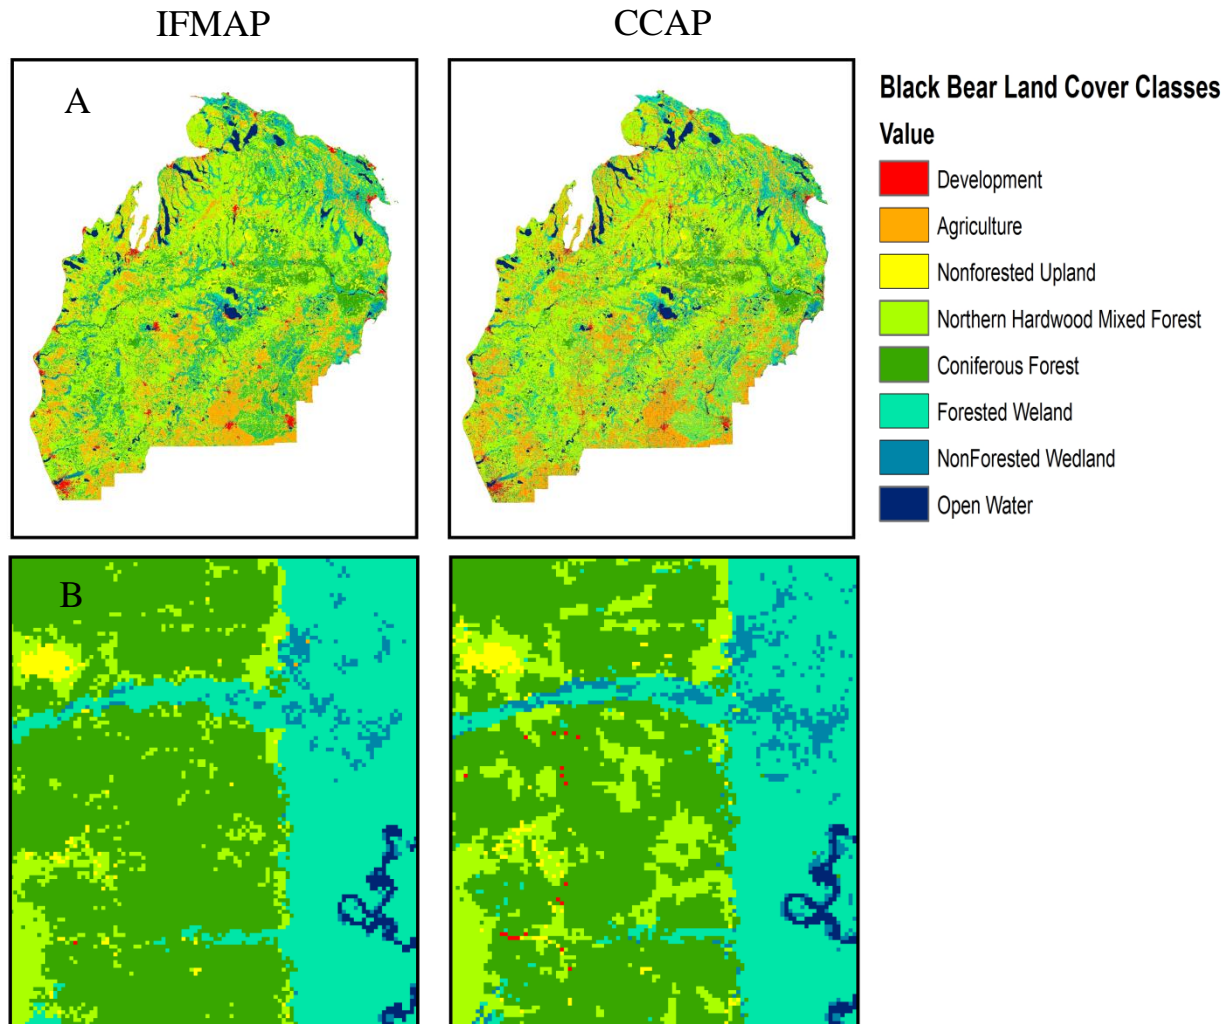 IFMAP
CCAP
A
Black Bear Land Cover Classes
Value
Development
Agriculture
Nonforested Upland
Northern Hardwood Mixed Forest
Coniferous Forest
Forested Weland
NonForested Wedland
Open Water
B